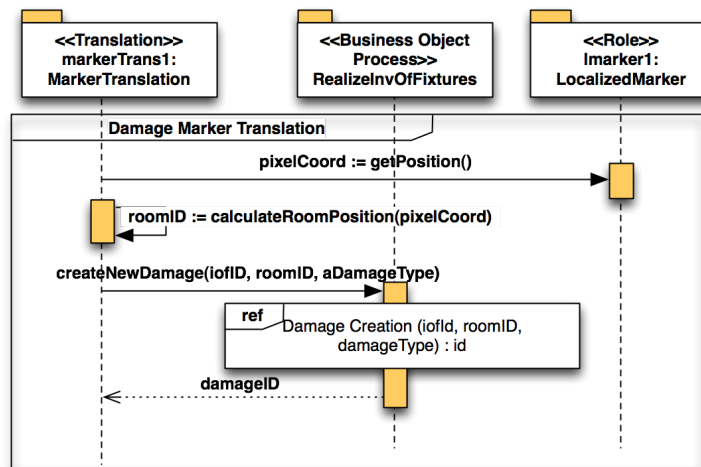 <<Translation>>
markerTrans1:
MarkerTranslation
<<Business Object
Process>>
RealizeInvOfFixtures
<<Role>>
lmarker1:
LocalizedMarker
Damage Marker Translation
pixelCoord := getPosition()
roomID := calculateRoomPosition(pixelCoord)
createNewDamage(iofID, roomID, aDamageType)
ref
Damage Creation (iofId, roomID,
damageType) : id
damageID